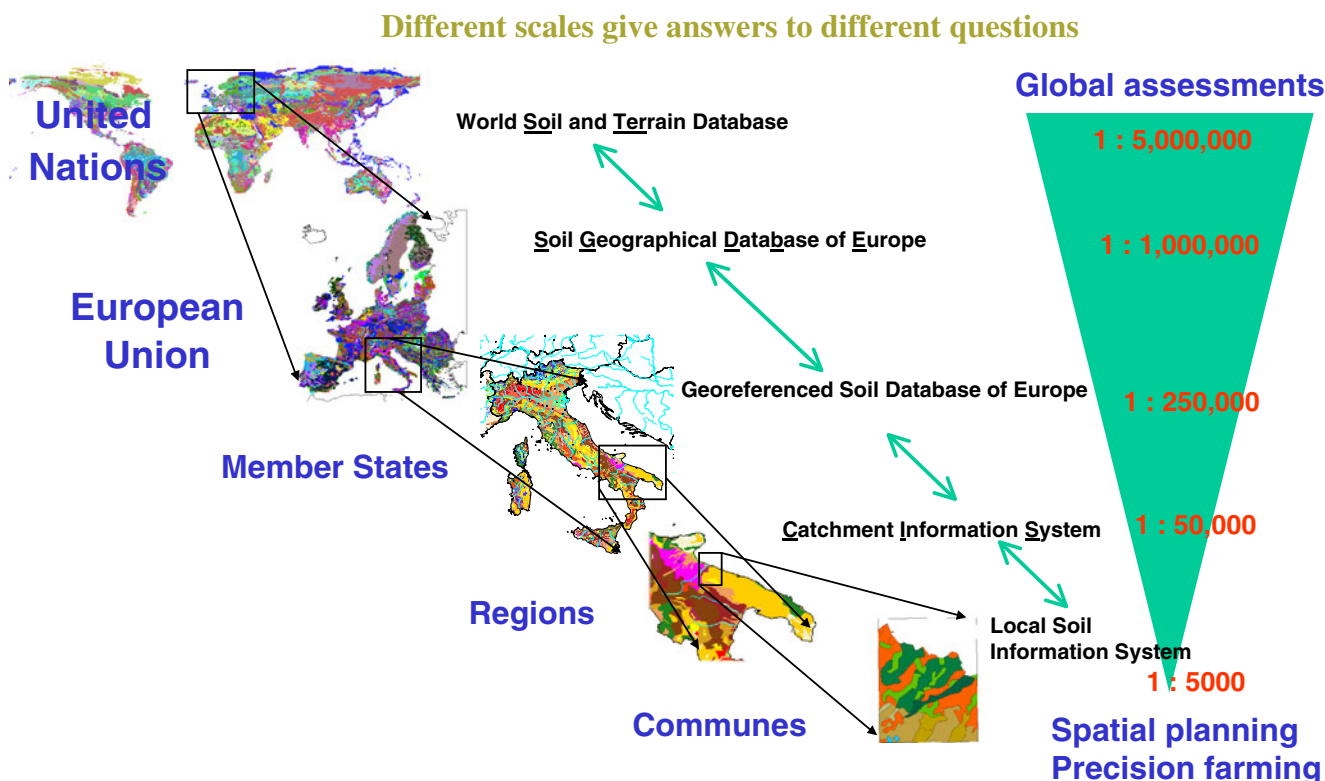 Different scales give answers to different questions
Global assessments
United
Nations
World Soil and Terrain Database
1 : 5,000,000
Soil Geographical Database of Europe
1 : 1,000,000
European
Union
Georeferenced Soil Database of Europe
1 : 250,000
Member States
Catchment Information System
1 : 50,000
Regions
Local Soil
Information System
1 : 5000
Communes
Spatial planning
Precision farming